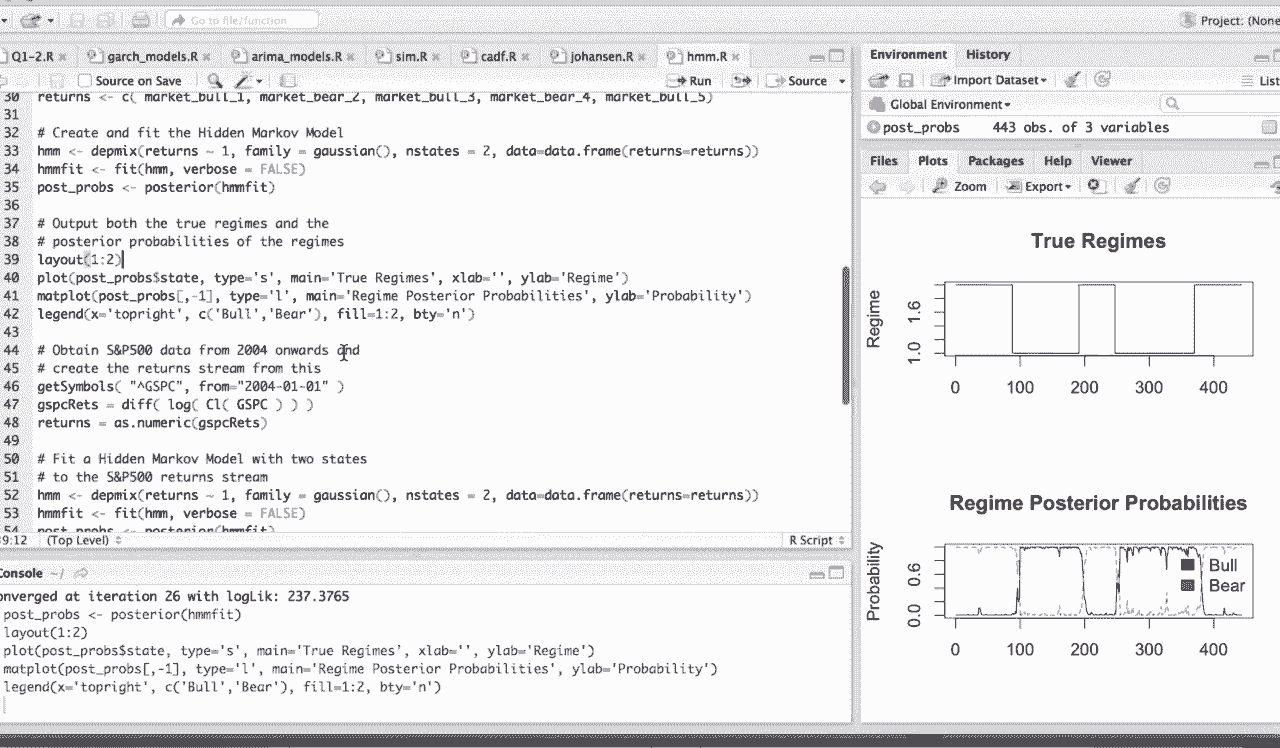 Go to file/function
Project: (None
Q1-2.R garch_models.R arima_models.R sim.R cadf.R johansen.R hmm.R
Source on Save Run Source
30 returns <- c( market_bull_1, market_bear_2, market_bull_3, market_bear_4, market_bull_5)
31
32 # Create and fit the Hidden Markov Model
33 hmm <- depmix(returns ~ 1, family = gaussian(), nstates = 2, data=data.frame(returns=returns))
34 hmmfit <- fit(hmm, verbose = FALSE)
35 post_probs <- posterior(hmmfit)
36
37 # Output both the true regimes and the
38 # posterior probabilities of the regimes
39 layout(1:2)
40 plot(post_probs$state, type='s', main='True Regimes', xlab='', ylab='Regime')
41 matplot(post_probs[,-1], type='l', main='Regime Posterior Probabilities', ylab='Probability')
42 legend(x='topright', c('Bull','Bear'), fill=1:2, bty='n')
43
44 # Obtain S&P500 data from 2004 onwards and
45 # create the returns stream from this
46 getSymbols( "^GSPC", from="2004-01-01" )
47 gspcRets = diff( log( Cl( GSPC ) ) )
48 returns = as.numeric(gspcRets)
49
50 # Fit a Hidden Markov Model with two states
51 # to the S&P500 returns stream
52 hmm <- depmix(returns ~ 1, family = gaussian(), nstates = 2, data=data.frame(returns=returns))
53 hmmfit <- fit(hmm, verbose = FALSE)
54 post_probs <- posterior(hmmfit)
39:12 (Top Level) R Script
Console ~/
onverged at iteration 26 with logLik: 237.3765
post_probs <- posterior(hmmfit)
layout(1:2)
plot(post_probs$state, type='s', main='True Regimes', xlab='', ylab='Regime')
matplot(post_probs[,-1], type='l', main='Regime Posterior Probabilities', ylab='Probability')
legend(x='topright', c('Bull','Bear'), fill=1:2, bty='n')
Environment History
Import Dataset List
Global Environment
post_probs 443 obs. of 3 variables
Files Plots Packages Help Viewer
Zoom Export
True Regimes
Regime
1.6
1.0
0 100 200 300 400
Regime Posterior Probabilities
Probability
0.6
0.0
Bull
Bear
0 100 200 300 400